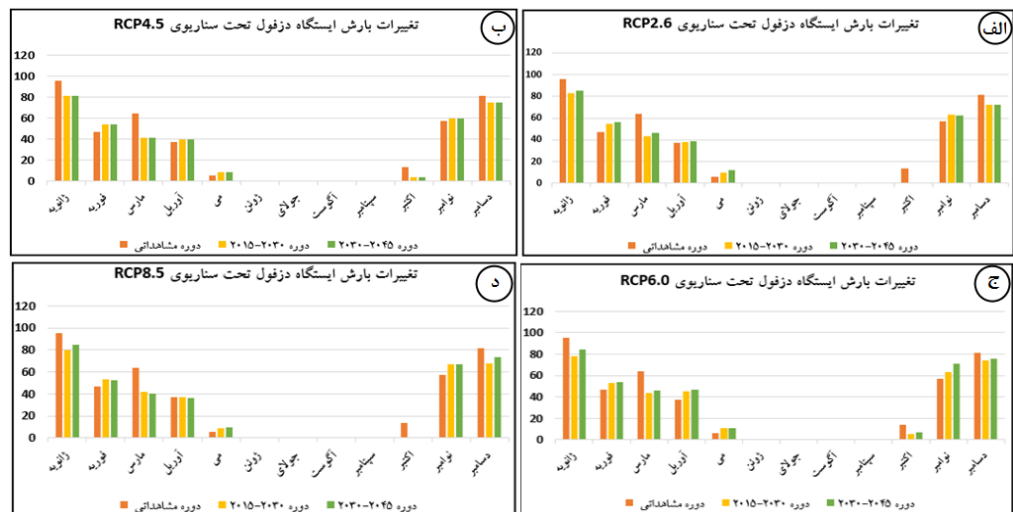 الف
تغییرات بارش ایستگاه دزفول تحت سناریوی RCP2.6
120
100
80
60
40
20
0
ژانویه فوریه مارس آوریل می ژوئن جولای آگوست سپتامبر اکتبر نوامبر دسامبر
دوره مشاهداتی دوره ۲۰۱۵-۲۰۳۰ دوره ۲۰۳۰-۲۰۴۵
ب
تغییرات بارش ایستگاه دزفول تحت سناریوی RCP4.5
120
100
80
60
40
20
0
ژانویه فوریه مارس آوریل می ژوئن جولای آگوست سپتامبر اکتبر نوامبر دسامبر
دوره مشاهداتی دوره ۲۰۱۵-۲۰۳۰ دوره ۲۰۳۰-۲۰۴۵
ج
تغییرات بارش ایستگاه دزفول تحت سناریوی RCP6.0
120
100
80
60
40
20
0
ژانویه فوریه مارس آوریل می ژوئن جولای آگوست سپتامبر اکتبر نوامبر دسامبر
دوره مشاهداتی دوره ۲۰۱۵-۲۰۳۰ دوره ۲۰۳۰-۲۰۴۵
د
تغییرات بارش ایستگاه دزفول تحت سناریوی RCP8.5
120
100
80
60
40
20
0
ژانویه فوریه مارس آوریل می ژوئن جولای آگوست سپتامبر اکتبر نوامبر دسامبر
دوره مشاهداتی دوره ۲۰۱۵-۲۰۳۰ دوره ۲۰۳۰-۲۰۴۵